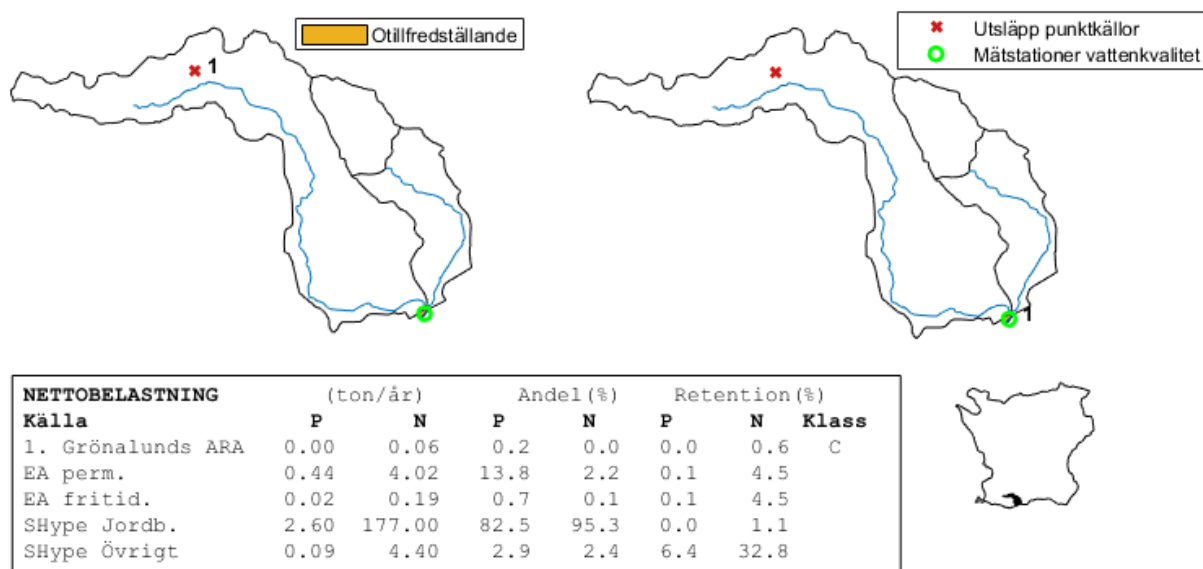 Otillfredställande
1
Utsläpp punktkällor
Mätstationer vattenkvalitet
1
NETTOBELASTNING (ton/år) Andel(%) Retention(%)
Källa P N P N P N Klass
1. Grönalunds ARA 0.00 0.06 0.2 0.0 0.0 0.6 C
EA perm. 0.44 4.02 13.8 2.2 0.1 4.5
EA fritid. 0.02 0.19 0.7 0.1 0.1 4.5
SHype Jordb. 2.60 177.00 82.5 95.3 0.0 1.1
SHype Övrigt 0.09 4.40 2.9 2.4 6.4 32.8